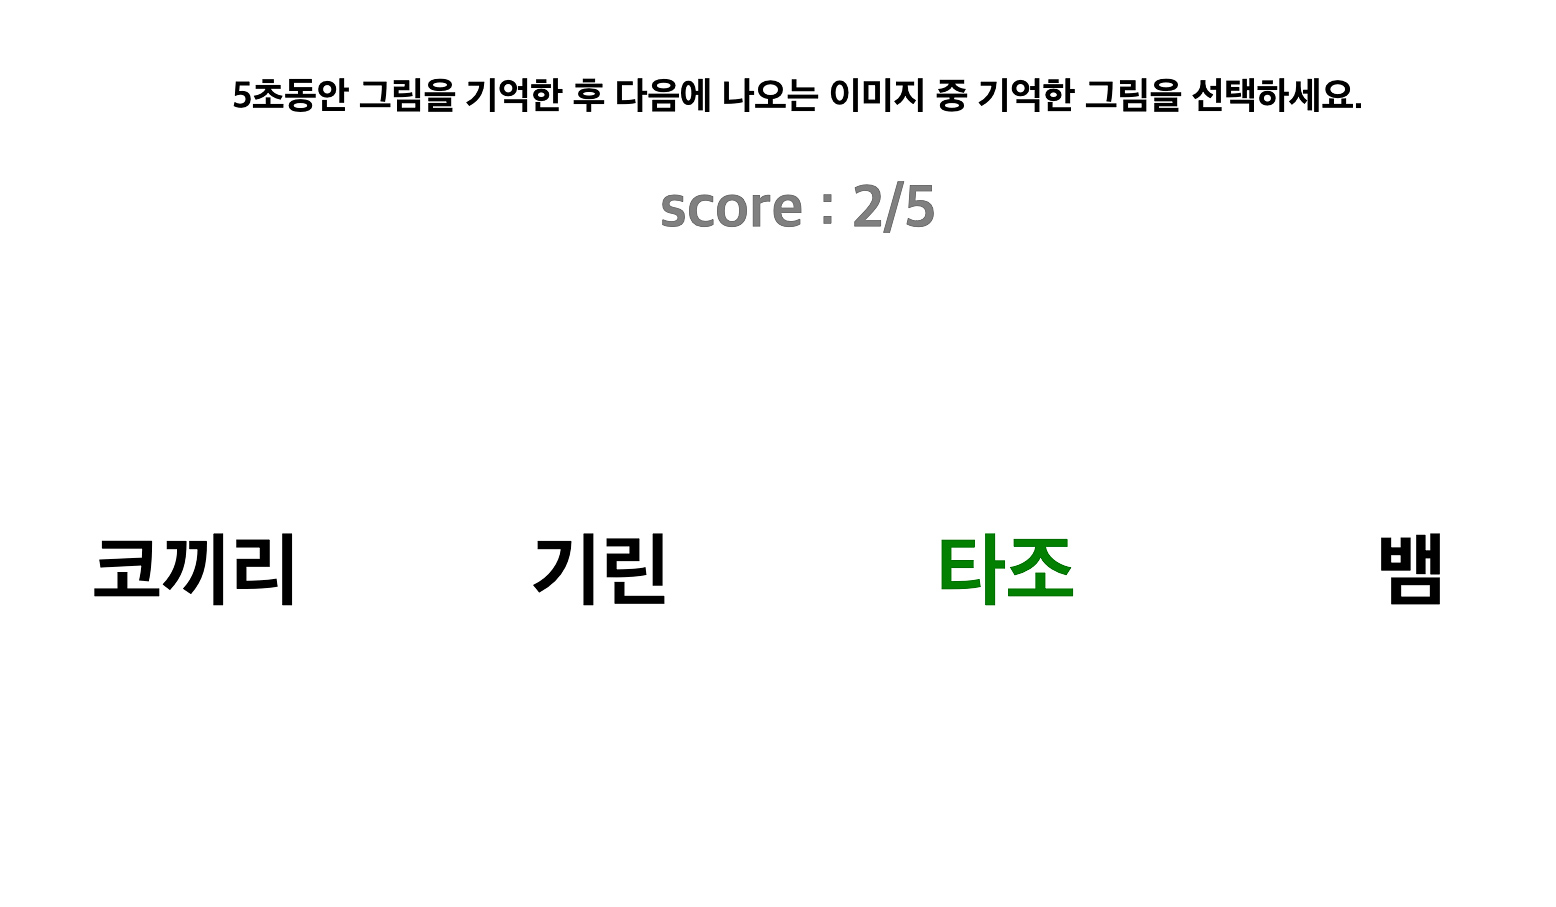 5초동안 그림을 기억한 후 다음에 나오는 이미지 중 기억한 그림을 선택하세요.
score : 2/5
코끼리 기린 타조 뱀